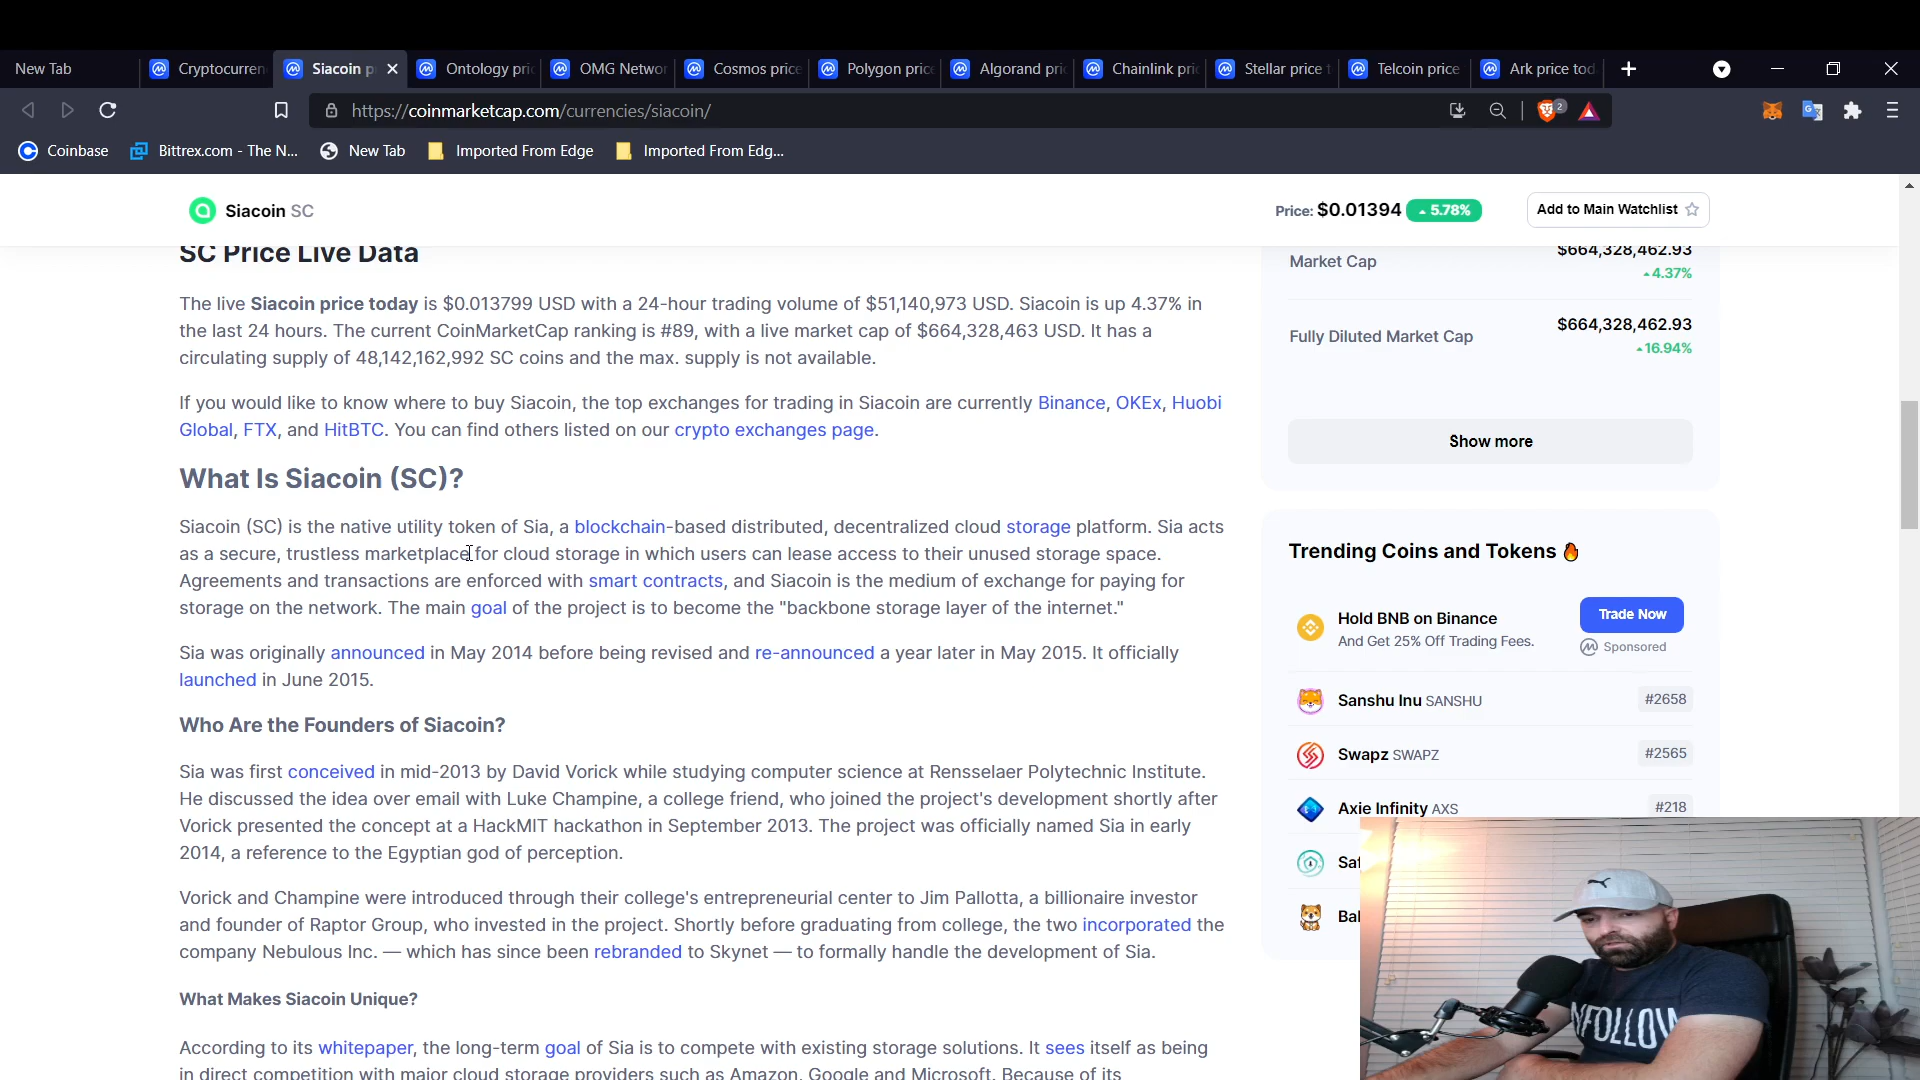 New Tab
Cryptocurren
Siacoin p
Ontology pri
OMG Networ
Cosmos price
Polygon price
Algorand pri
Chainlink pri
Stellar price t
Telcoin price
Ark price tod
https://coinmarketcap.com/currencies/siacoin/
2
Coinbase
Bittrex.com - The N...
New Tab
Imported From Edge
Imported From Edg...
Siacoin SC
Price: $0.01394 5.78%
Add to Main Watchlist
SC Price Live Data
The live Siacoin price today is $0.013799 USD with a 24-hour trading volume of $51,140,973 USD. Siacoin is up 4.37% in
the last 24 hours. The current CoinMarketCap ranking is #89, with a live market cap of $664,328,463 USD. It has a
circulating supply of 48,142,162,992 SC coins and the max. supply is not available.
If you would like to know where to buy Siacoin, the top exchanges for trading in Siacoin are currently Binance, OKEx, Huobi
Global, FTX, and HitBTC. You can find others listed on our crypto exchanges page.
What Is Siacoin (SC)?
Siacoin (SC) is the native utility token of Sia, a blockchain-based distributed, decentralized cloud storage platform. Sia acts
as a secure, trustless marketplace for cloud storage in which users can lease access to their unused storage space.
Agreements and transactions are enforced with smart contracts, and Siacoin is the medium of exchange for paying for
storage on the network. The main goal of the project is to become the "backbone storage layer of the internet."
Sia was originally announced in May 2014 before being revised and re-announced a year later in May 2015. It officially
launched in June 2015.
Who Are the Founders of Siacoin?
Sia was first conceived in mid-2013 by David Vorick while studying computer science at Rensselaer Polytechnic Institute.
He discussed the idea over email with Luke Champine, a college friend, who joined the project's development shortly after
Vorick presented the concept at a HackMIT hackathon in September 2013. The project was officially named Sia in early
2014, a reference to the Egyptian god of perception.
Vorick and Champine were introduced through their college's entrepreneurial center to Jim Pallotta, a billionaire investor
and founder of Raptor Group, who invested in the project. Shortly before graduating from college, the two incorporated the
company Nebulous Inc. — which has since been rebranded to Skynet — to formally handle the development of Sia.
What Makes Siacoin Unique?
According to its whitepaper, the long-term goal of Sia is to compete with existing storage solutions. It sees itself as being
in direct competition with major cloud storage providers such as Amazon, Google and Microsoft. Because of its
Market Cap
$664,328,462.93
4.37%
Fully Diluted Market Cap
$664,328,462.93
16.94%
Show more
Trending Coins and Tokens
Hold BNB on Binance
And Get 25% Off Trading Fees.
Trade Now
Sponsored
Sanshu Inu SANSHU #2658
Swapz SWAPZ #2565
Axie Infinity AXS #218
Saf
Bal
NFOLLOW